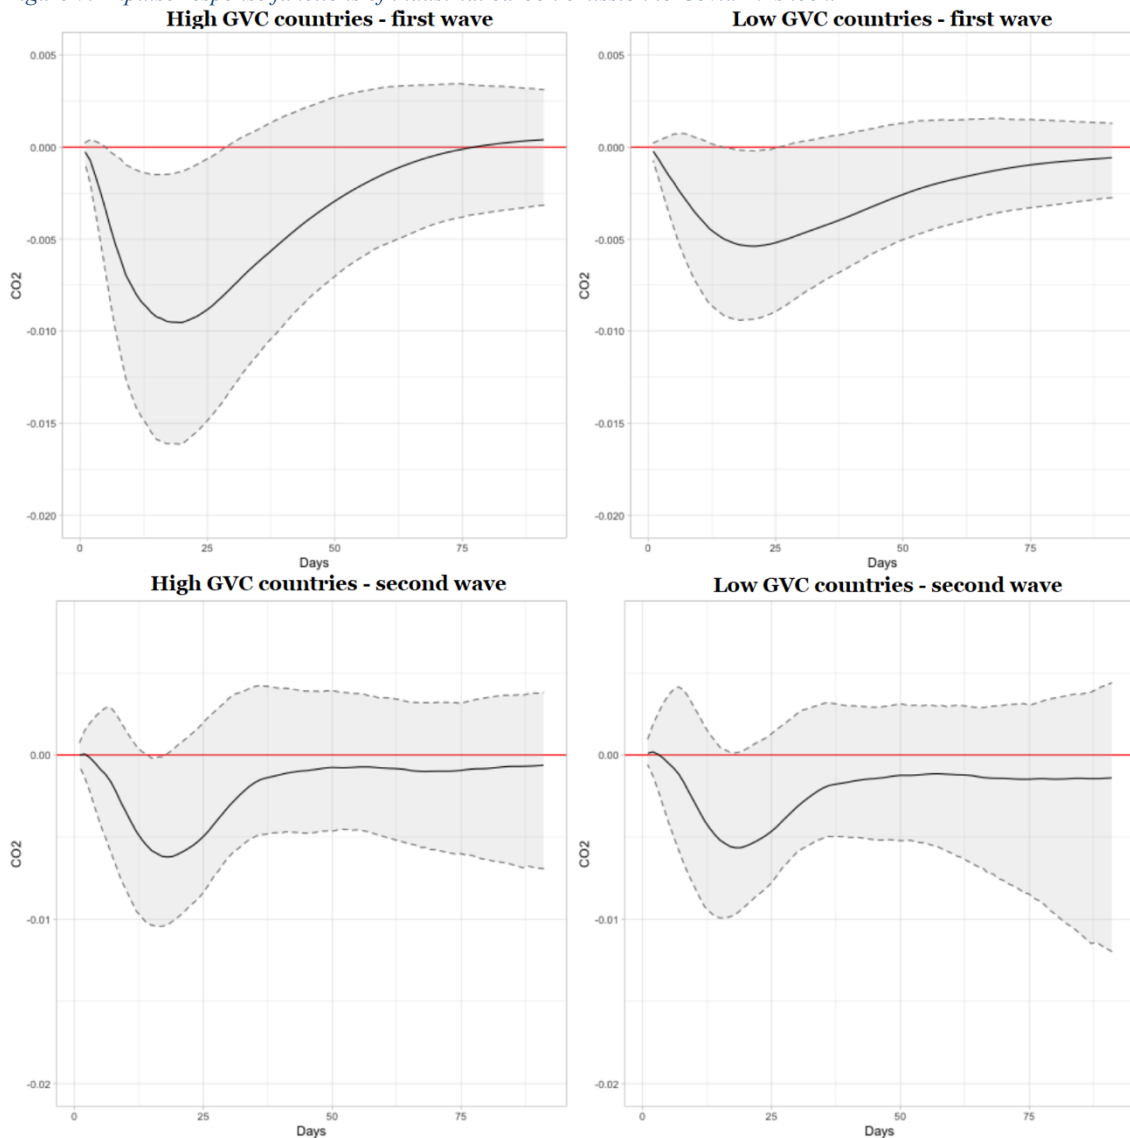 High GVC countries - first wave
Low GVC countries - first wave
0.005
0.000
-0.005
-0.010
-0.015
-0.020
CO2
0
25
50
75
Days
0.005
0.000
-0.005
-0.010
-0.015
-0.020
CO2
0
25
50
75
Days
High GVC countries - second wave
Low GVC countries - second wave
0.00
-0.01
-0.02
CO2
0
25
50
75
Days
0.00
-0.01
-0.02
CO2
0
25
50
75
Days